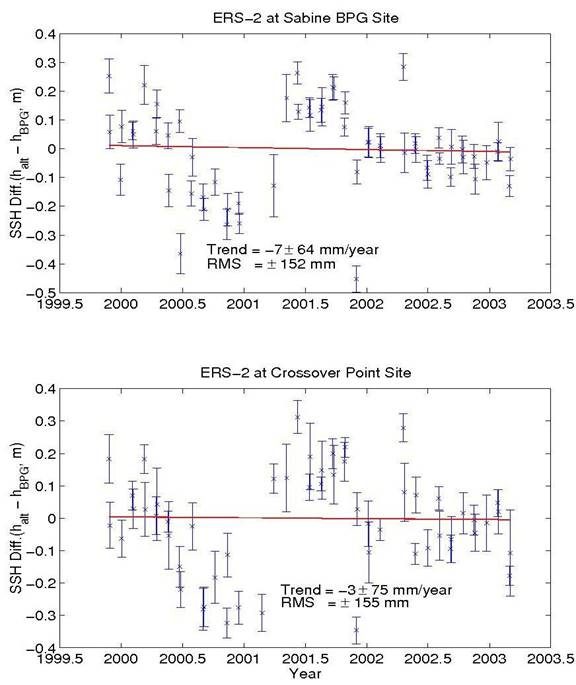 ERS-2 at Sabine BPG Site
SSH Diff.(h_alt - h_BPG, m)
0.4
0.3
0.2
0.1
0
-0.1
-0.2
-0.3
-0.4
-0.5
Trend = -7 ± 64 mm/year
RMS = ± 152 mm
1999.5 2000 2000.5 2001 2001.5 2002 2002.5 2003 2003.5
ERS-2 at Crossover Point Site
SSH Diff.(h_alt - h_BPG, m)
0.4
0.3
0.2
0.1
0
-0.1
-0.2
-0.3
-0.4
Trend = -3 ± 75 mm/year
RMS = ± 155 mm
1999.5 2000 2000.5 2001 2001.5 2002 2002.5 2003 2003.5
Year